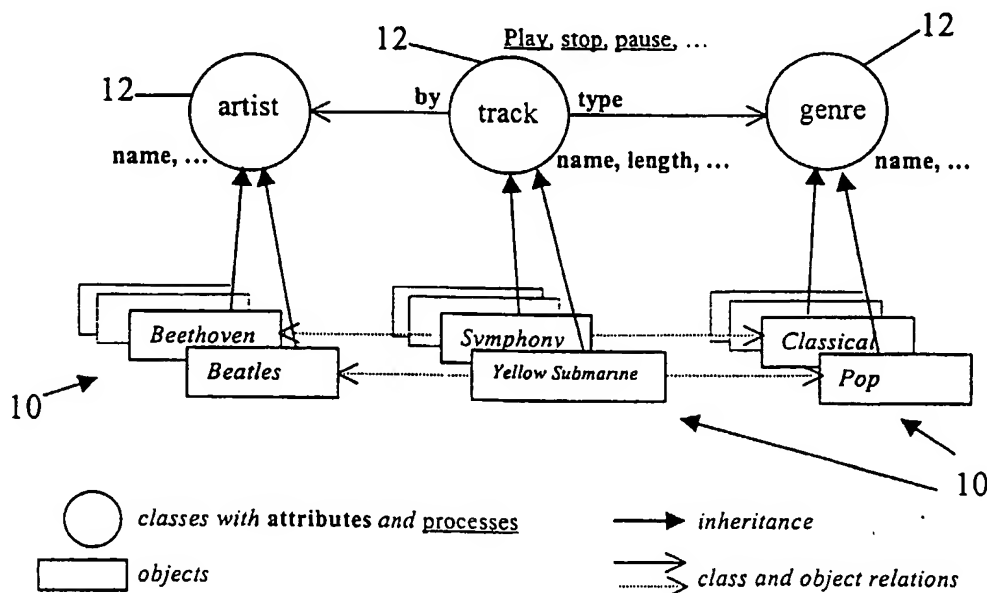 12
Play, stop, pause, ...
12
12
artist
by
track
type
genre
name, ...
name, length, ...
name, ...
Beethoven
Symphony
Classical
Beatles
Yellow Submarine
Pop
10
10
10
classes with attributes and processes
inheritance
objects
class and object relations